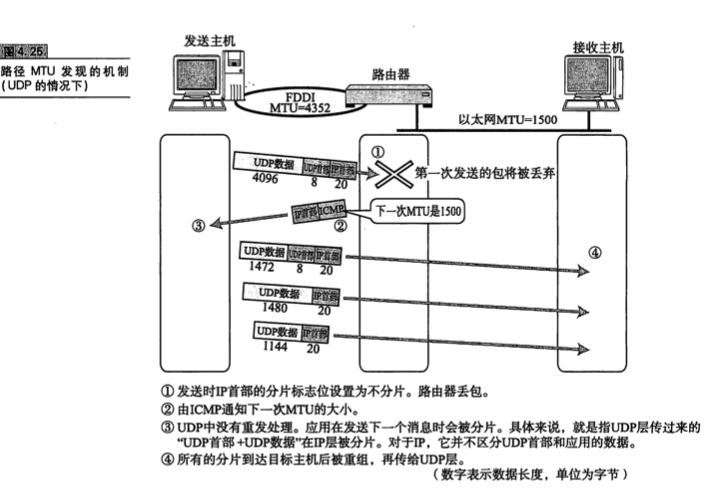 图4.25
路径 MTU 发现的机制
(UDP 的情况下)
发送主机
接收主机
路由器
FDDI
MTU=4352
以太网MTU=1500
①
UDP数据 UDP首部 IP首部
4096 8 20
第一次发送的包将被丢弃
IP首部 ICMP
下一次MTU是1500
②
③
④
UDP数据 UDP首部 IP首部
1472 8 20
UDP数据 IP首部
1480 20
UDP数据 IP首部
1144 20
① 发送时IP首部的分片标志位设置为不分片。路由器丢包。
② 由ICMP通知下一次MTU的大小。
③ UDP中没有重发处理。应用在发送下一个消息时会被分片。具体来说，就是指UDP层传过来的
“UDP首部+UDP数据”在IP层被分片。对于IP，它并不区分UDP首部和应用的数据。
④ 所有的分片到达目标主机后被重组，再传给UDP层。
（数字表示数据长度，单位为字节）